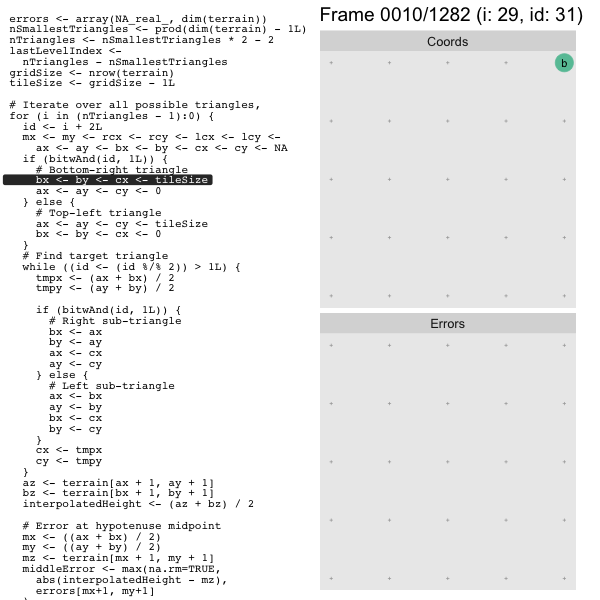 errors <- array(NA_real_, dim(terrain))
nSmallestTriangles <- prod(dim(terrain) - 1L)
nTriangles <- nSmallestTriangles * 2 - 2
lastLevelIndex <-
  nTriangles - nSmallestTriangles
gridSize <- nrow(terrain)
tileSize <- gridSize - 1L

# Iterate over all possible triangles,
for (i in (nTriangles - 1):0) {
  id <- i + 2L
  mx <- my <- rcx <- rcy <- lcx <- lcy <-
    ax <- ay <- bx <- by <- cx <- cy <- NA
  if (bitwAnd(id, 1L)) {
    # Bottom-right triangle
    bx <- by <- cx <- tileSize
    ax <- ay <- cy <- 0
  } else {
    # Top-left triangle
    ax <- ay <- cy <- tileSize
    bx <- by <- cx <- 0
  }
  # Find target triangle
  while ((id <- (id %/% 2)) > 1L) {
    tmpx <- (ax + bx) / 2
    tmpy <- (ay + by) / 2

    if (bitwAnd(id, 1L)) {
      # Right sub-triangle
      bx <- ax
      by <- ay
      ax <- cx
      ay <- cy
    } else {
      # Left sub-triangle
      ax <- bx
      ay <- by
      bx <- cx
      by <- cy
    }
    cx <- tmpx
    cy <- tmpy
  }
  az <- terrain[ax + 1, ay + 1]
  bz <- terrain[bx + 1, by + 1]
  interpolatedHeight <- (az + bz) / 2

  # Error at hypotenuse midpoint
  mx <- ((ax + bx) / 2)
  my <- ((ay + by) / 2)
  mz <- terrain[mx + 1, my + 1]
  middleError <- max(na.rm=TRUE,
    abs(interpolatedHeight - mz),
    errors[mx+1, my+1]
Frame 0010/1282 (i: 29, id: 31)
Coords
b
Errors